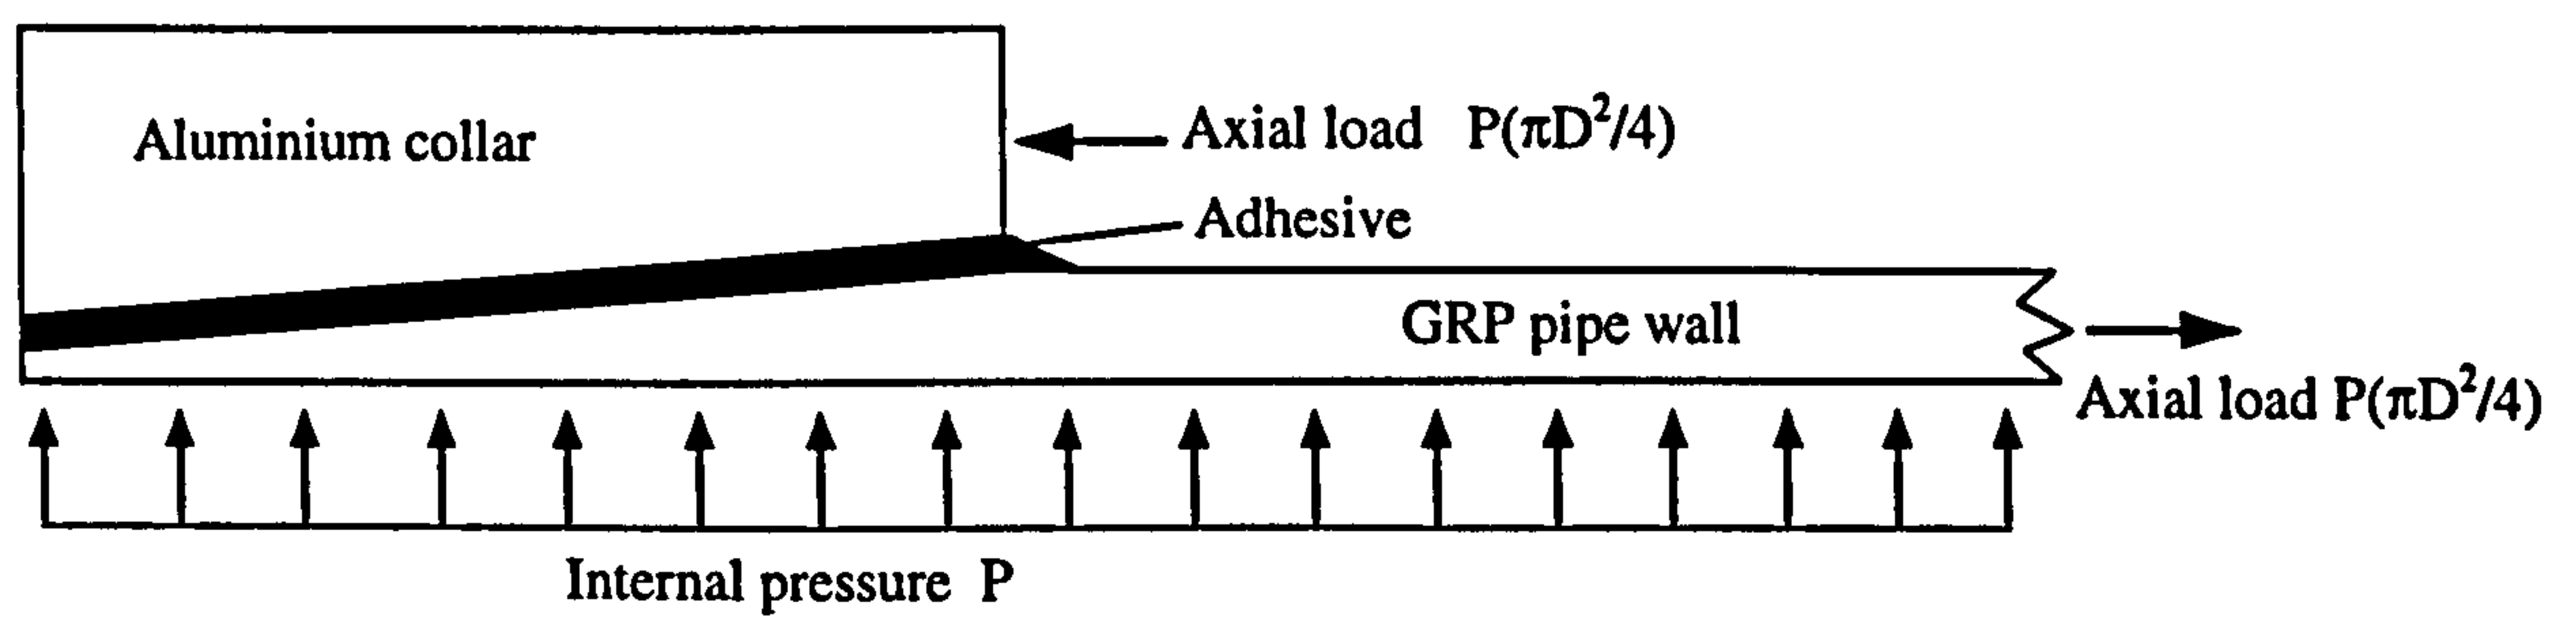 Aluminium collar
Axial load P(πD²/4)
Adhesive
GRP pipe wall
Axial load P(πD²/4)
Internal pressure P